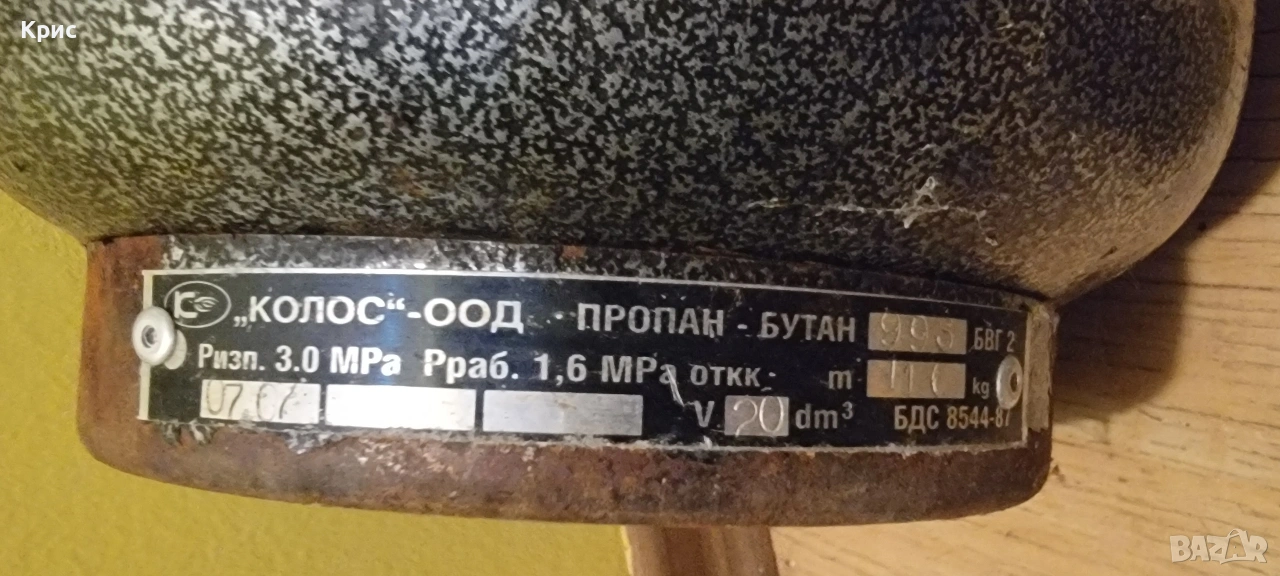 Крис
„КОЛОС“-ООД - ПРОПАН - БУТАН 993 БВГ 2
Ризп. 3.0 MPa Рраб. 1,6 MPa откк- m kg
07.07 V 20 dm³ БДС 8544-87
BAZAR